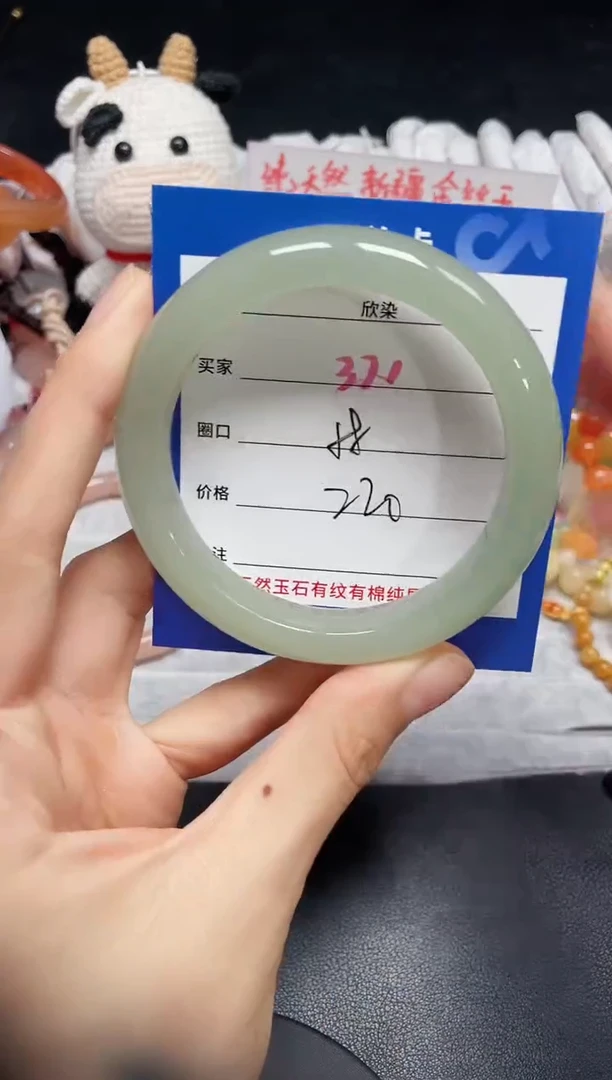 纯天然 新疆金丝玉
欣染
买家 321
圈口 58
价格 220
注
然玉石有纹有棉纯